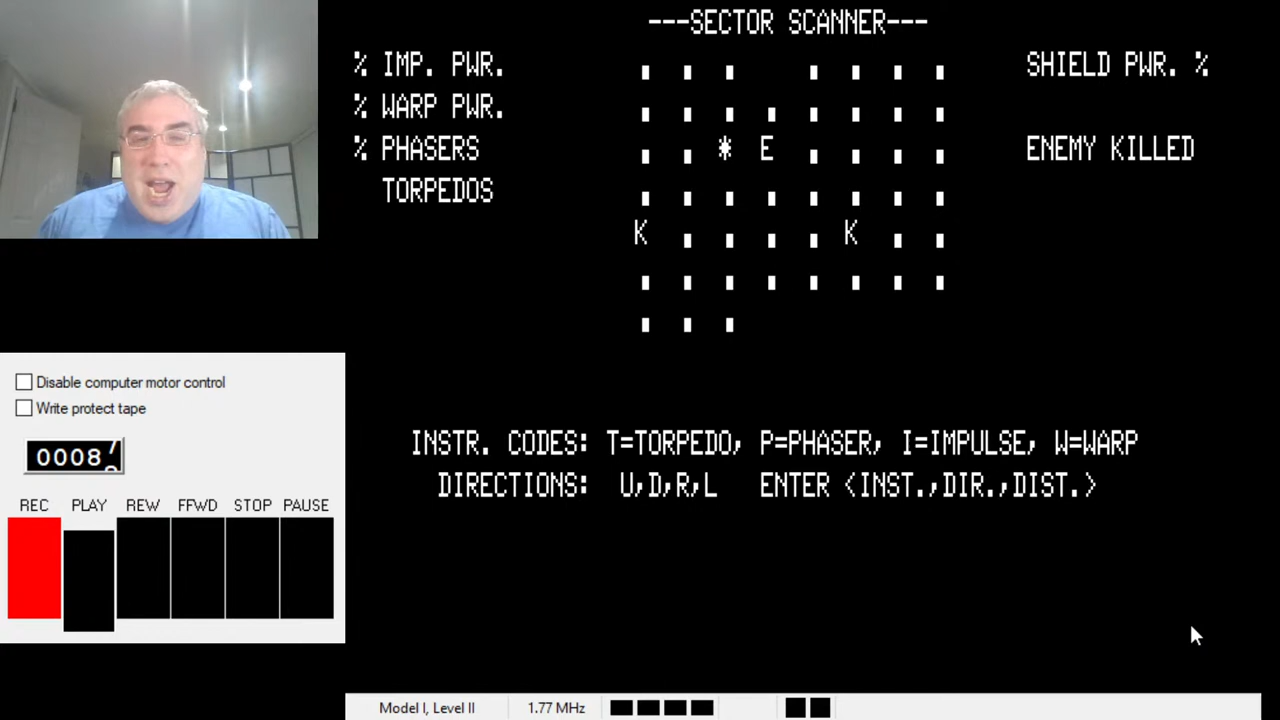 ---SECTOR SCANNER---
% IMP. PWR.
SHIELD PWR. %
% WARP PWR.
% PHASERS
* E
ENEMY KILLED
TORPEDOS
K K
Disable computer motor control
Write protect tape
0008
INSTR. CODES: T=TORPEDO, P=PHASER, I=IMPULSE, W=WARP
DIRECTIONS: U,D,R,L ENTER <INST.,DIR.,DIST.>
REC PLAY REW FFWD STOP PAUSE
Model I, Level II
1.77 MHz